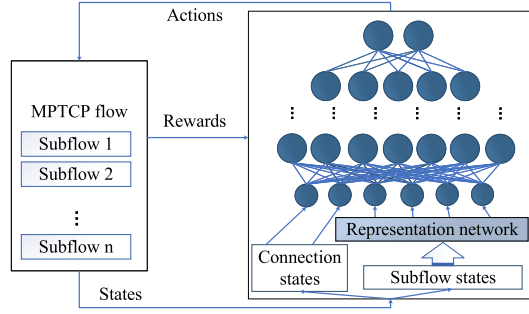 Actions
MPTCP flow
Subflow 1
Subflow 2
⋮
Subflow n
Rewards
... ... ... ...
Representation network
Connection
states
Subflow states
States